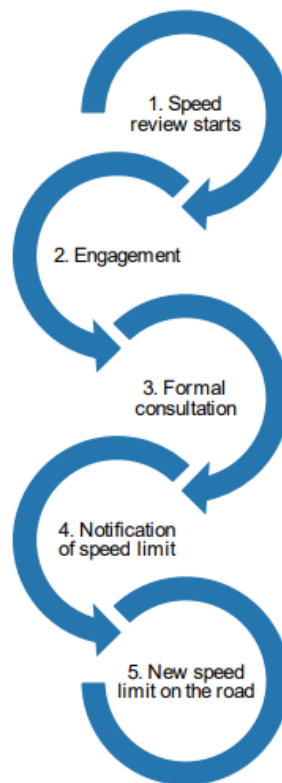 1. Speed
review starts
2. Engagement
3. Formal
consultation
4. Notification
of speed limit
5. New speed
limit on the road